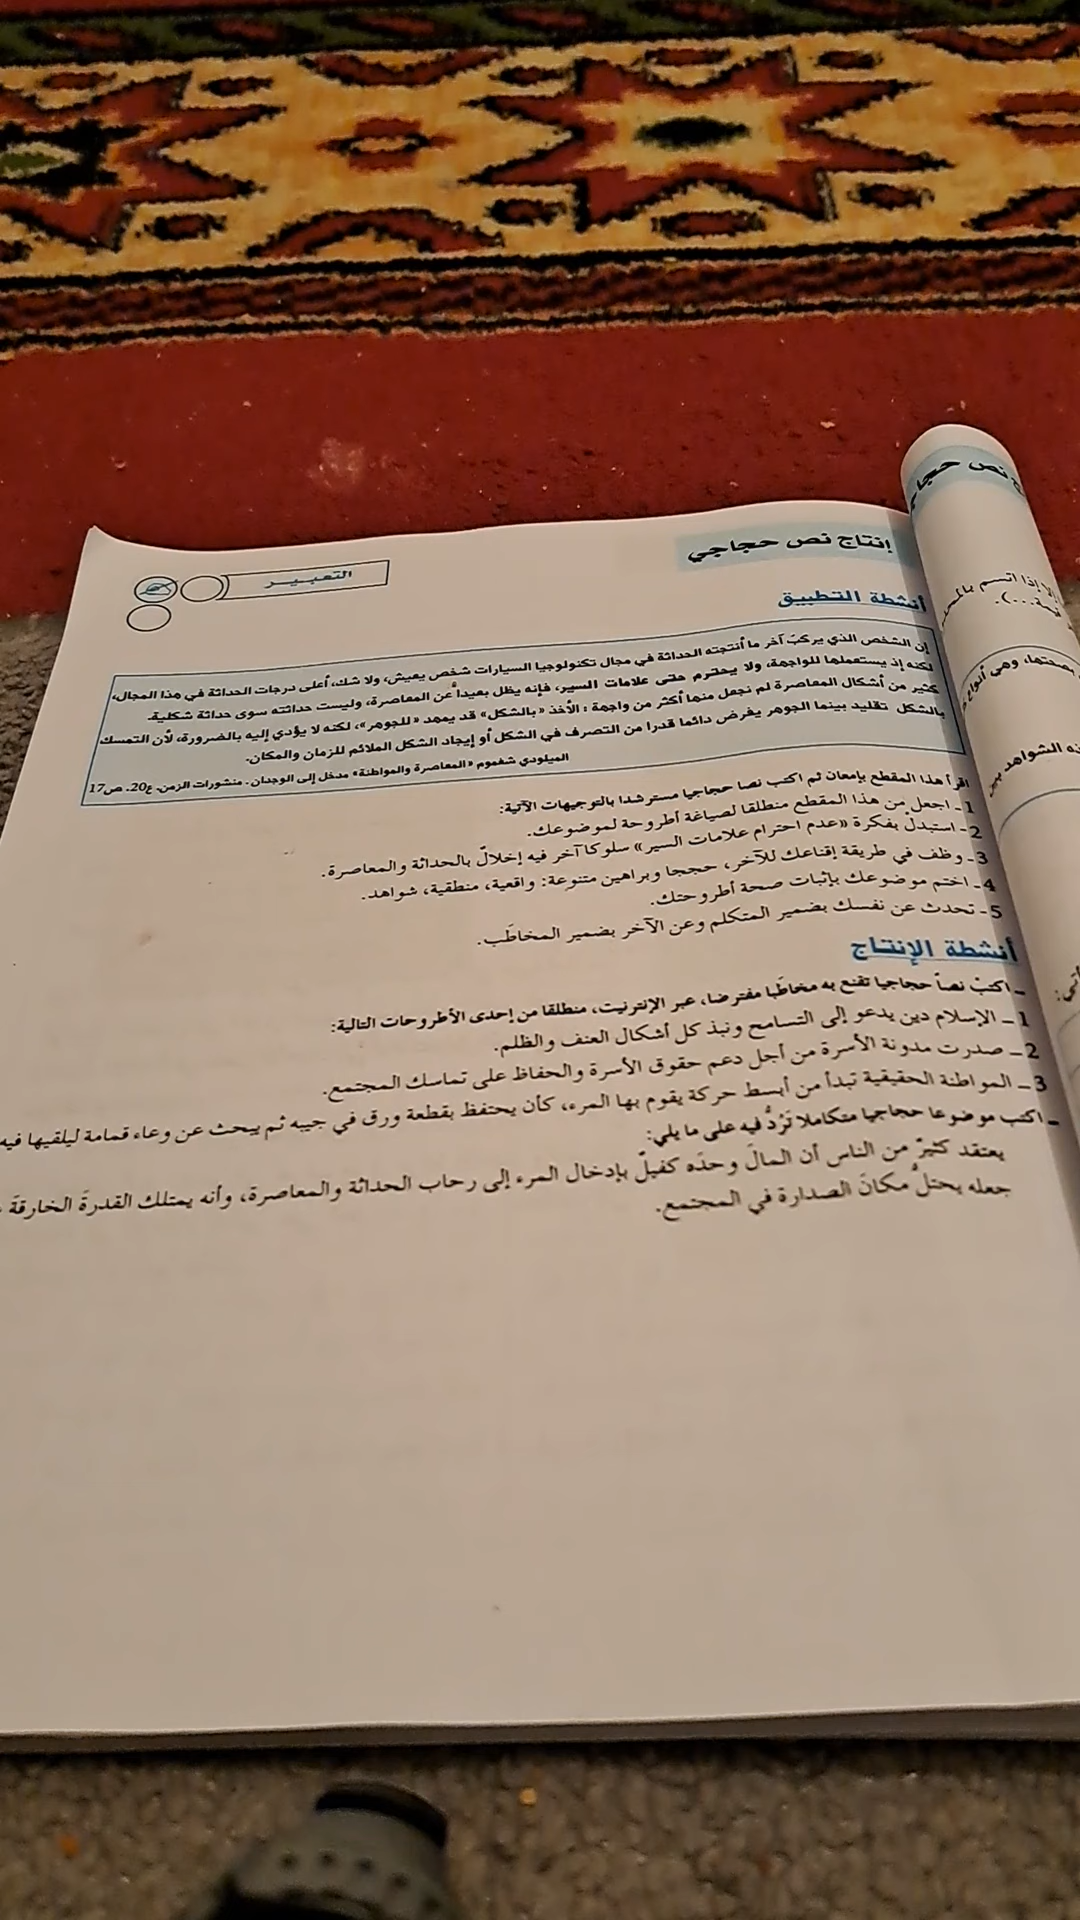 إنتاج نص حجاجي
التعبيــر
أنشطة التطبيق
إن الشخص الذي يركب آخر ما أنتجته الحداثة في مجال تكنولوجيا السيارات شخص يعيش، ولا شك، أعلى درجات الحداثة في هذا المجال،
لكنه إذ يستعملها للواجهة، ولا يحترم حتى علامات السير، فإنه يظل بعيداً عن المعاصرة، وليست حداثته سوى حداثة شكلية.
كثير من أشكال المعاصرة لم نجعل منها أكثر من واجهة : الأخذ «بالشكل» قد يمهد «للجوهر»، لكنه لا يؤدي إليه بالضرورة، لأن التمسك
بالشكل تقليد بينما الجوهر يفرض دائما قدرا من التصرف في الشكل أو إيجاد الشكل الملائم للزمان والمكان.
الميلودي شغموم «المعاصرة والمواطنة» مدخل إلى الوجدان. منشورات الزمن. ع20. ص17
اقرأ هذا المقطع بإمعان ثم اكتب نصا حجاجيا مسترشدا بالتوجيهات الآتية:
1- اجعل من هذا المقطع منطلقا لصياغة أطروحة لموضوعك.
2- استبدلْ بفكرة «عدم احترام علامات السير» سلوكا آخر فيه إخلالٌ بالحداثة والمعاصرة.
3- وظف في طريقة إقناعك للآخر، حججا وبراهين متنوعة: واقعية، منطقية، شواهد.
4- اختم موضوعك بإثبات صحة أطروحتك.
5- تحدث عن نفسك بضمير المتكلم وعن الآخر بضمير المخاطَب.
أنشطة الإنتاج
ـ اكتبْ نصاً حجاجيا تقنع به مخاطَبا مفترضا، عبر الإنترنيت، منطلقا من إحدى الأطروحات التالية:
1 ـ الإسلام دين يدعو إلى التسامح ونبذ كل أشكال العنف والظلم.
2 ـ صدرت مدونة الأسرة من أجل دعم حقوق الأسرة والحفاظ على تماسك المجتمع.
3 ـ المواطنة الحقيقية تبدأ من أبسط حركة يقوم بها المرء، كأن يحتفظ بقطعة ورق في جيبه ثم يبحث عن وعاء قمامة ليلقيها فيه
ـ اكتب موضوعا حجاجيا متكاملا تَرُدُّ فيه على ما يلي:
يعتقد كثيرٌ من الناس أن المالَ وحدَه كفيلٌ بإدخال المرء إلى رحاب الحداثة والمعاصرة، وأنه يمتلك القدرةَ الخارقةَ
جعله يحتلُّ مكانَ الصدارة في المجتمع.
نص
إلا إذا اتسم
بصحتها، وهي أنواع
الشواهد